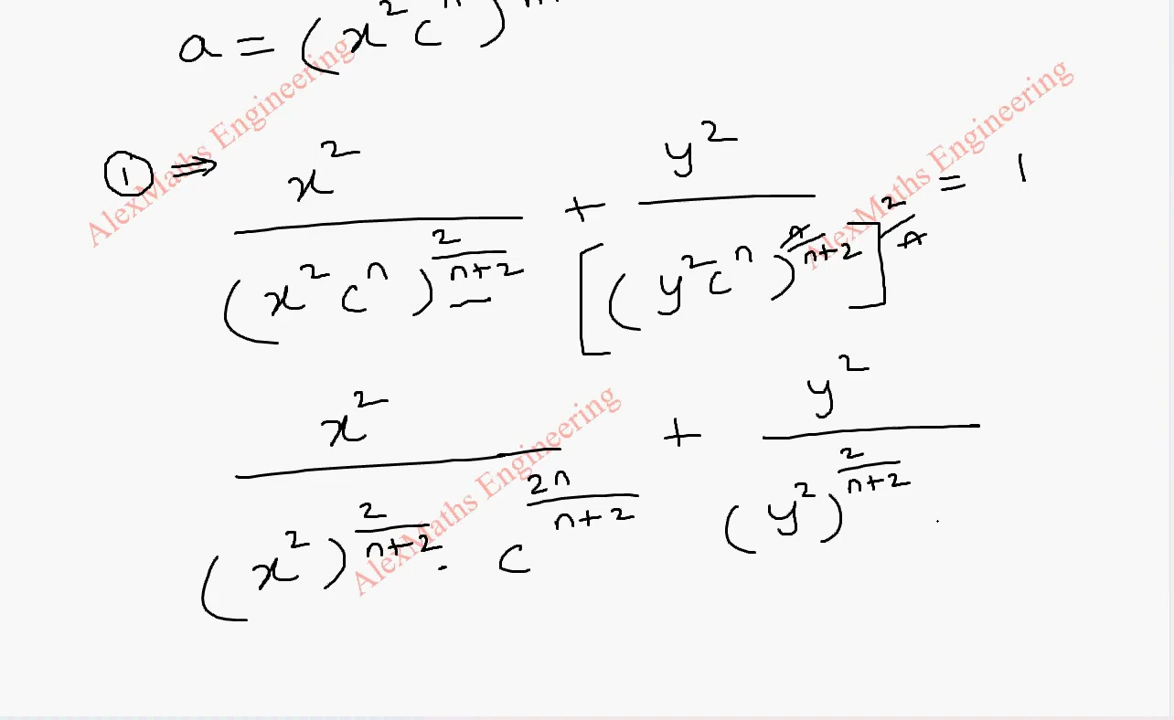 a = (x²cⁿ)
① ⇒ x² / (x²cⁿ)^(2/(n+2)) + y² / [(y²cⁿ)^(n/(n+2))]^(2/n) = 1
x² / ((x²)^(2/(n+2)) · c^(2n/(n+2))) + y² / (y²)^(2/(n+2))
AlexMaths Engineering
AlexMaths Engineering
AlexMaths Engineering